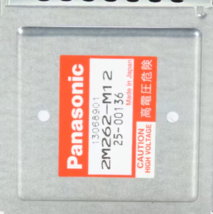 Panasonic
13068901
2M262-M12
25-00136
Made in Japan
高電圧危険
CAUTION
HIGH VOLTAGE